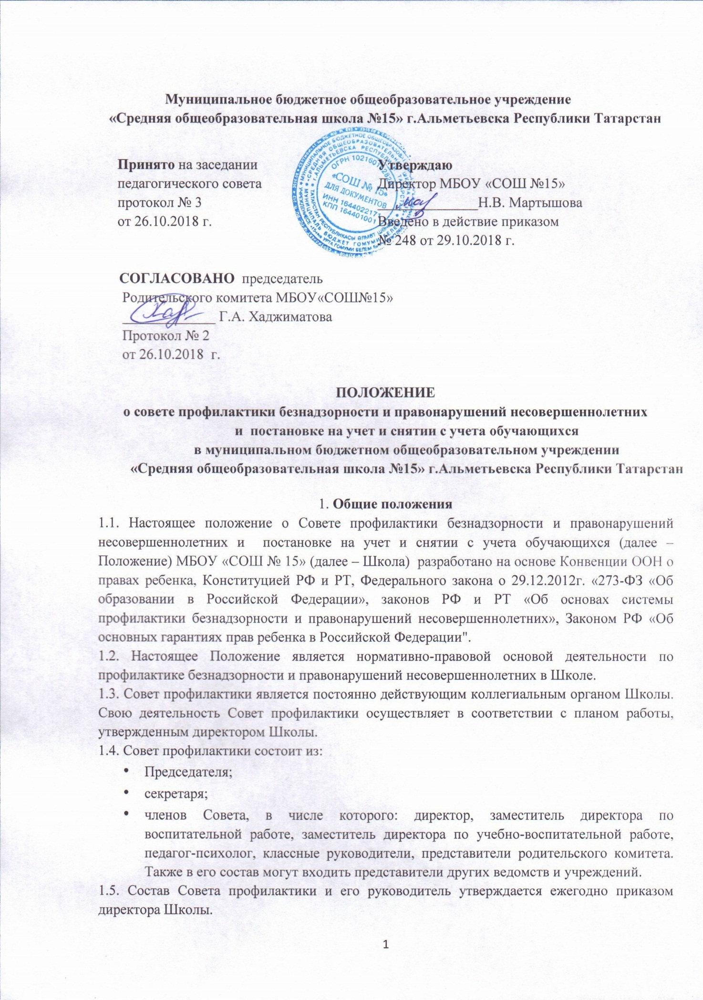 Муниципальное бюджетное общеобразовательное учреждение
«Средняя общеобразовательная школа №15» г.Альметьевска Республики Татарстан
Принято на заседании
педагогического совета
протокол № 3
от 26.10.2018 г.
«СОШ № 15»
ДЛЯ ДОКУМЕНТОВ
ИНН 1644022171
КПП 164401001
Утверждаю
Директор МБОУ «СОШ №15»
_______________Н.В. Мартышова
Введено в действие приказом
№ 248 от 29.10.2018 г.
СОГЛАСОВАНО председатель
Родительского комитета МБОУ«СОШ№15»
______________ Г.А. Хаджиматова
Протокол № 2
от 26.10.2018 г.
ПОЛОЖЕНИЕ
о совете профилактики безнадзорности и правонарушений несовершеннолетних
и постановке на учет и снятии с учета обучающихся
в муниципальном бюджетном общеобразовательном учреждении
«Средняя общеобразовательная школа №15» г.Альметьевска Республики Татарстан
1. Общие положения
1.1. Настоящее положение о Совете профилактики безнадзорности и правонарушений
несовершеннолетних и постановке на учет и снятии с учета обучающихся (далее –
Положение) МБОУ «СОШ № 15» (далее – Школа) разработано на основе Конвенции ООН о
правах ребенка, Конституцией РФ и РТ, Федерального закона о 29.12.2012г. «273-ФЗ «Об
образовании в Российской Федерации», законов РФ и РТ «Об основах системы
профилактики безнадзорности и правонарушений несовершеннолетних», Законом РФ «Об
основных гарантиях прав ребенка в Российской Федерации".
1.2. Настоящее Положение является нормативно-правовой основой деятельности по
профилактике безнадзорности и правонарушений несовершеннолетних в Школе.
1.3. Совет профилактики является постоянно действующим коллегиальным органом Школы.
Свою деятельность Совет профилактики осуществляет в соответствии с планом работы,
утвержденным директором Школы.
1.4. Совет профилактики состоит из:
• Председателя;
• секретаря;
• членов Совета, в числе которого: директор, заместитель директора по
воспитательной работе, заместитель директора по учебно-воспитательной работе,
педагог-психолог, классные руководители, представители родительского комитета.
Также в его состав могут входить представители других ведомств и учреждений.
1.5. Состав Совета профилактики и его руководитель утверждается ежегодно приказом
директора Школы.
1